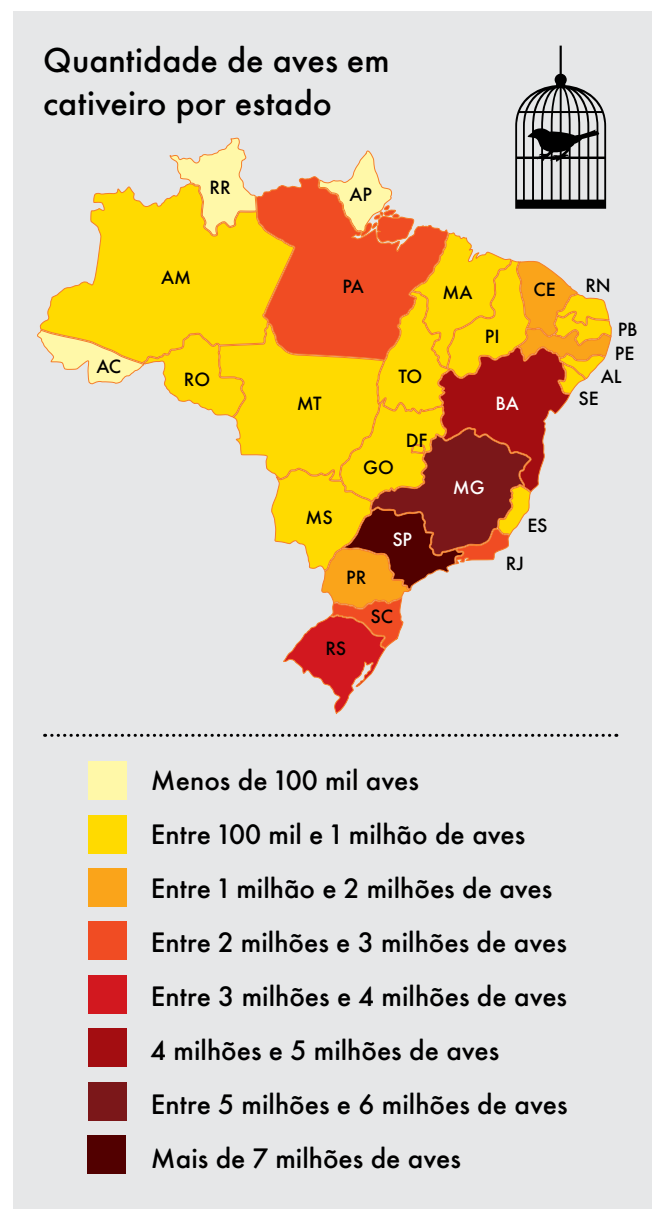 Quantidade de aves em
cativeiro por estado
RR
AP
AM
PA
MA
CE
RN
PI
PB
PE
AC
RO
TO
AL
SE
MT
BA
DF
GO
MG
MS
ES
SP
RJ
PR
SC
RS
Menos de 100 mil aves
Entre 100 mil e 1 milhão de aves
Entre 1 milhão e 2 milhões de aves
Entre 2 milhões e 3 milhões de aves
Entre 3 milhões e 4 milhões de aves
4 milhões e 5 milhões de aves
Entre 5 milhões e 6 milhões de aves
Mais de 7 milhões de aves